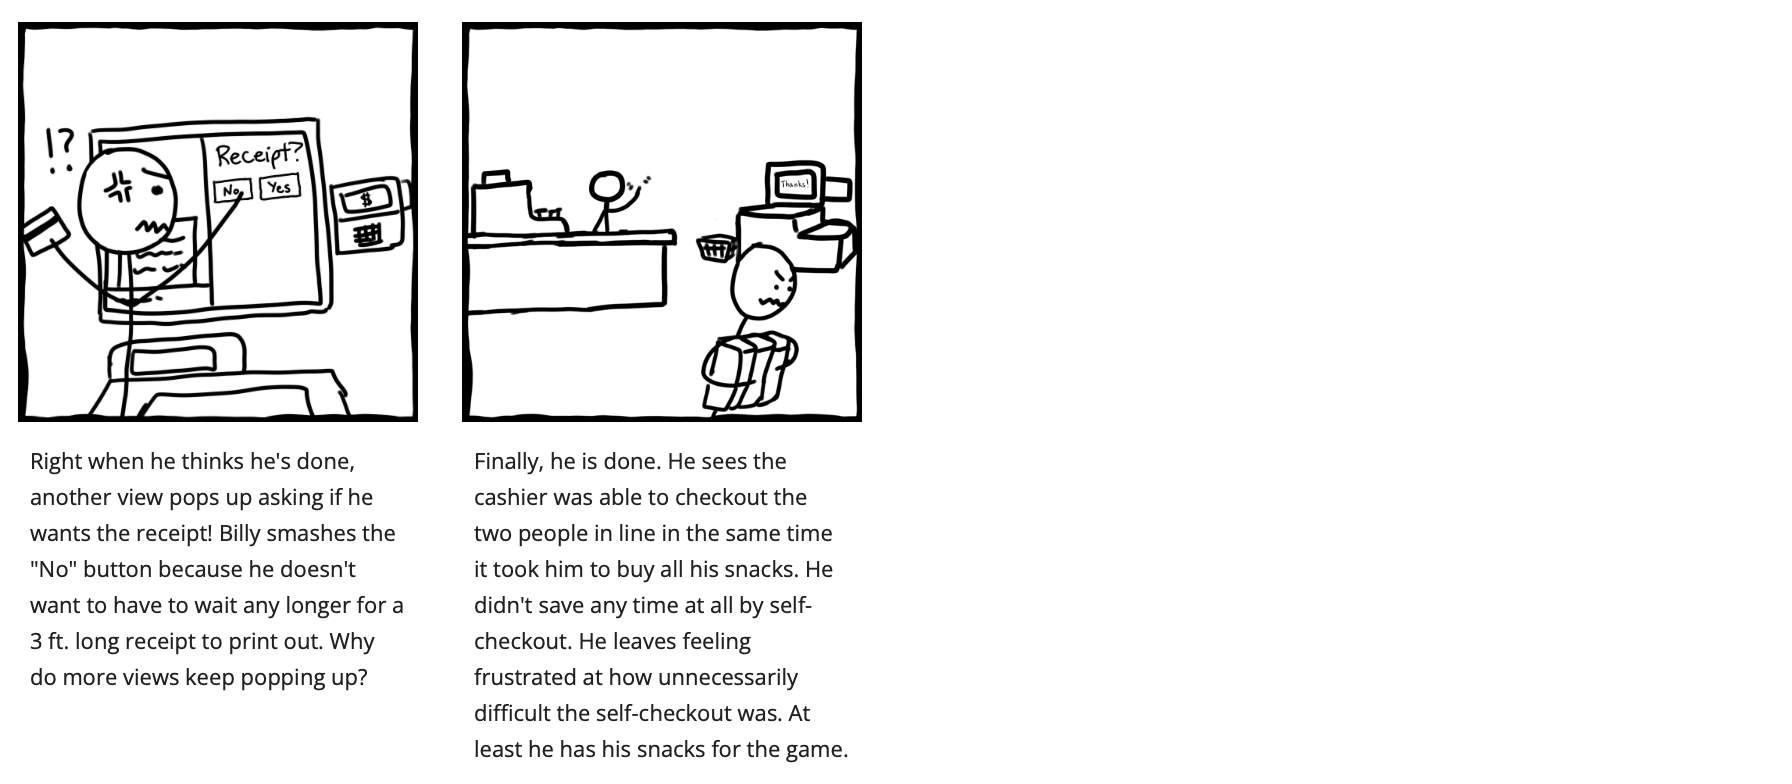 !?
Receipt?
No Yes
$
Right when he thinks he's done,
another view pops up asking if he
wants the receipt! Billy smashes the
"No" button because he doesn't
want to have to wait any longer for a
3 ft. long receipt to print out. Why
do more views keep popping up?
Thanks!
Finally, he is done. He sees the
cashier was able to checkout the
two people in line in the same time
it took him to buy all his snacks. He
didn't save any time at all by self-
checkout. He leaves feeling
frustrated at how unnecessarily
difficult the self-checkout was. At
least he has his snacks for the game.